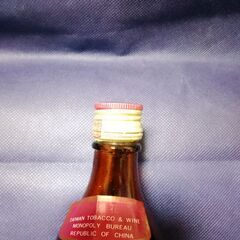 TAIWAN TOBACCO & WINE
MONOPOLY BUREAU
REPUBLIC OF CHINA